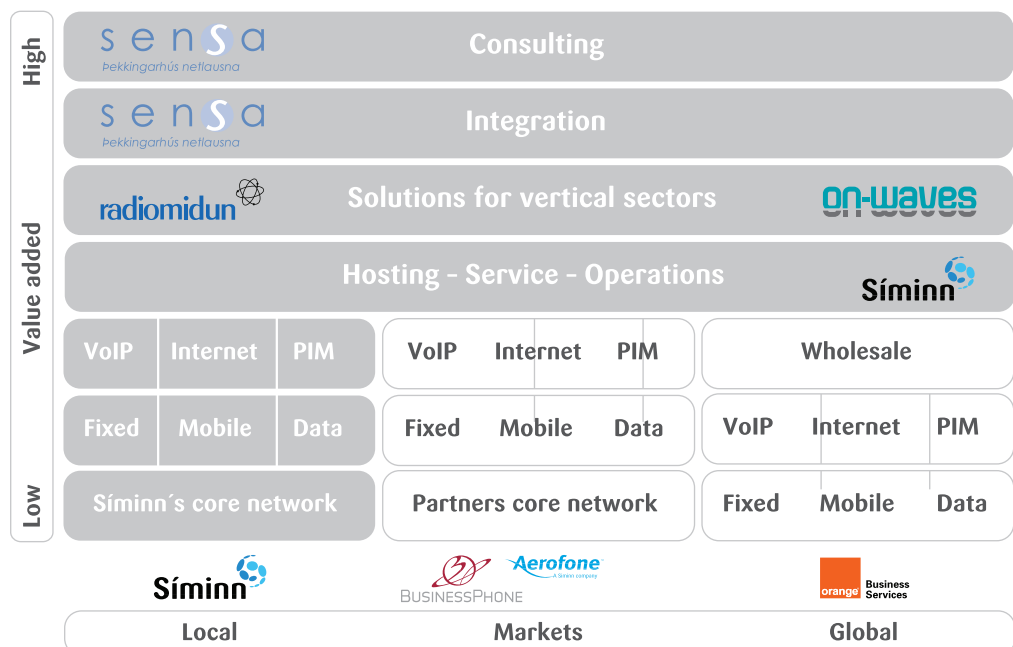 High
Value added
Low
sensa Consulting
Þekkingarhús netlausna
sensa Integration
Þekkingarhús netlausna
radiomidun Solutions for vertical sectors on-waves
Hosting - Service - Operations Síminn
VoIP Internet PIM VoIP Internet PIM Wholesale
Fixed Mobile Data Fixed Mobile Data VoIP Internet PIM
Síminn´s core network Partners core network Fixed Mobile Data
Síminn BUSINESSPHONE Aerofone
A Síminn company
orange Business
Services
Local Markets Global